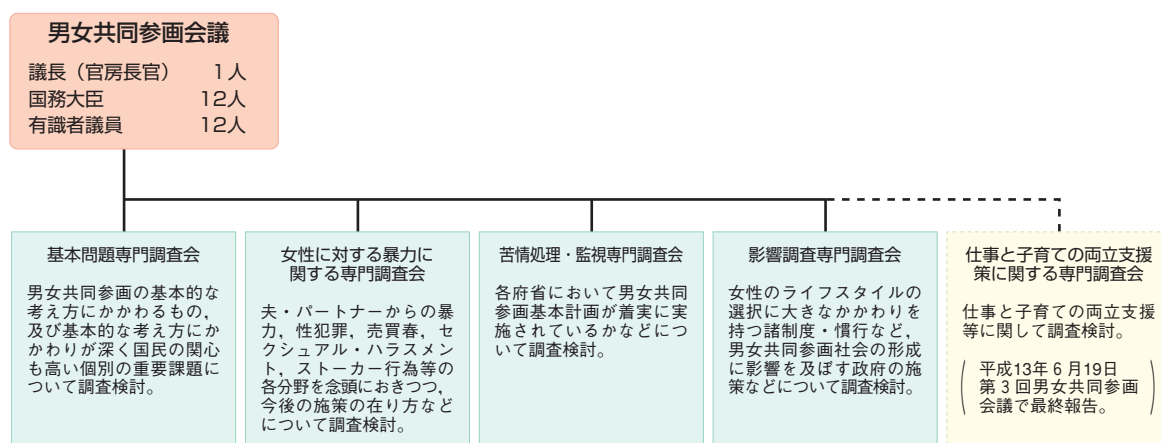 男女共同参画会議
議長（官房長官） 1人
国務大臣 12人
有識者議員 12人
基本問題専門調査会
男女共同参画の基本的な
考え方にかかわるもの，
及び基本的な考え方にか
かわりが深く国民の関心
も高い個別の重要課題に
ついて調査検討。
女性に対する暴力に
関する専門調査会
夫・パートナーからの暴
力，性犯罪，売買春，セ
クシュアル・ハラスメン
ト，ストーカー行為等の
各分野を念頭におきつつ，
今後の施策の在り方など
について調査検討。
苦情処理・監視専門調査会
各府省において男女共同
参画基本計画が着実に実
施されているかなどにつ
いて調査検討。
影響調査専門調査会
女性のライフスタイルの
選択に大きなかかわりを
持つ諸制度・慣行など，
男女共同参画社会の形成
に影響を及ぼす政府の施
策などについて調査検討。
仕事と子育ての両立支援
策に関する専門調査会
仕事と子育ての両立支援
等に関して調査検討。
（平成13年6月19日
第3回男女共同参画
会議で最終報告。）